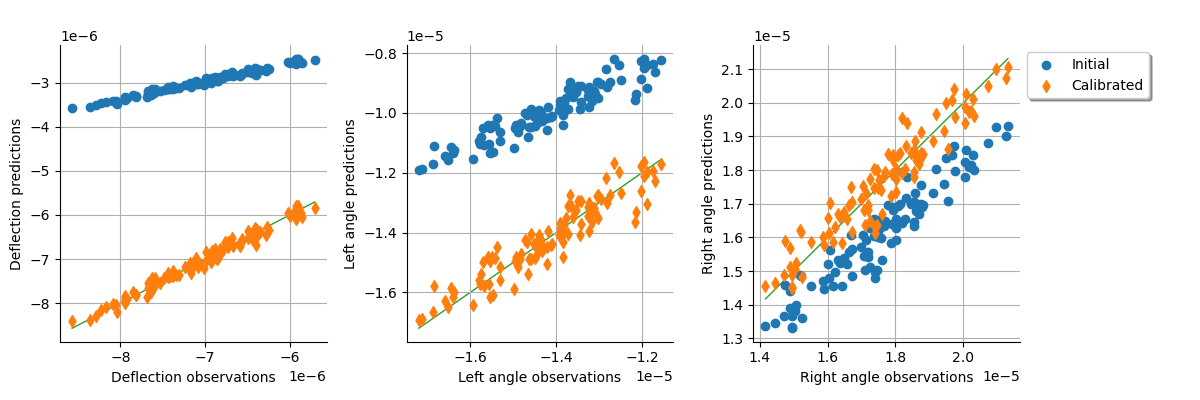 1e−6
−3
−4
−5
−6
−7
−8
−8
−7
−6
Deflection observations
1e−6
Deflection predictions
1e−5
−0.8
−1.0
−1.2
−1.4
−1.6
−1.6
−1.4
−1.2
Left angle observations
1e−5
Left angle predictions
1e−5
2.1
2.0
1.9
1.8
1.7
1.6
1.5
1.4
1.3
1.4
1.6
1.8
2.0
Right angle observations
1e−5
Right angle predictions
Initial
Calibrated